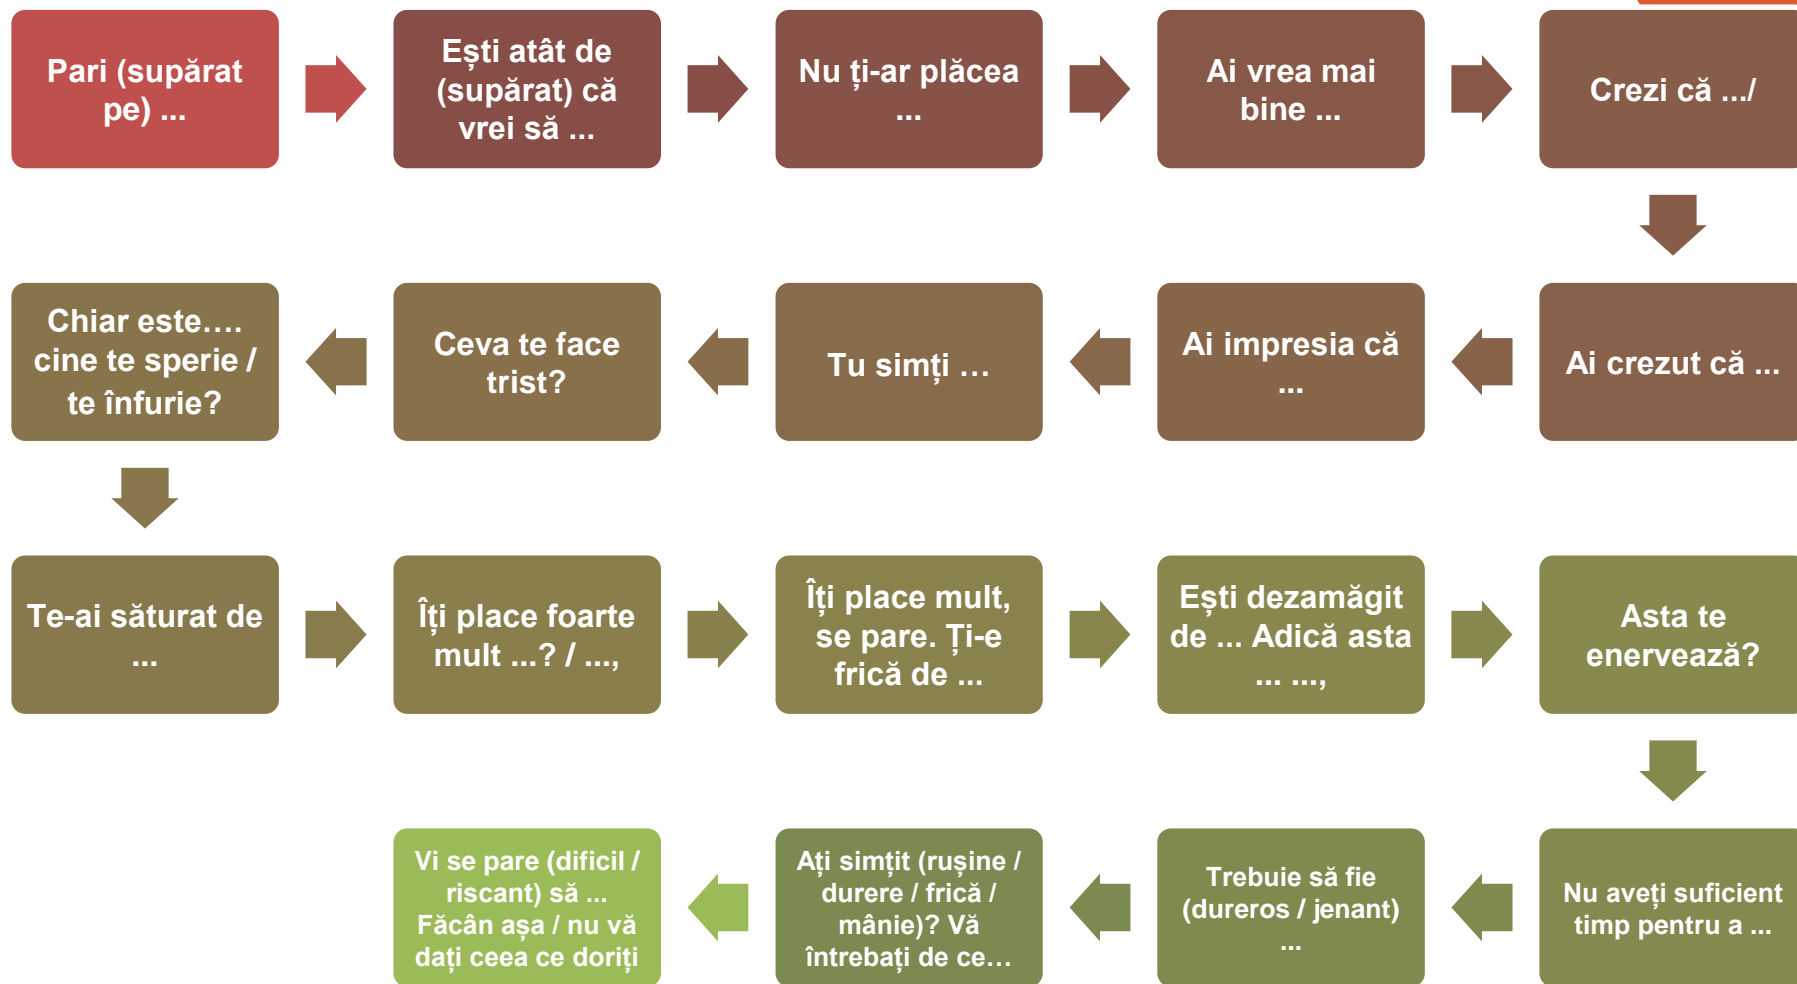 Pari (supărat
pe) ...
Ești atât de
(supărat) că
vrei să ...
Nu ți-ar plăcea
...
Ai vrea mai
bine ...
Crezi că .../
Ai crezut că ...
Ai impresia că
...
Tu simți …
Ceva te face
trist?
Chiar este….
cine te sperie /
te înfurie?
Te-ai săturat de
...
Îți place foarte
mult ...? / ...,
Îți place mult,
se pare. Ți-e
frică de ...
Ești dezamăgit
de ... Adică asta
... ...,
Asta te
enervează?
Nu aveți suficient
timp pentru a ...
Trebuie să fie
(dureros / jenant)
...
Ați simțit (rușine /
durere / frică /
mânie)? Vă
întrebați de ce…
Vi se pare (dificil /
riscant) să ...
Făcân așa / nu vă
dați ceea ce doriți